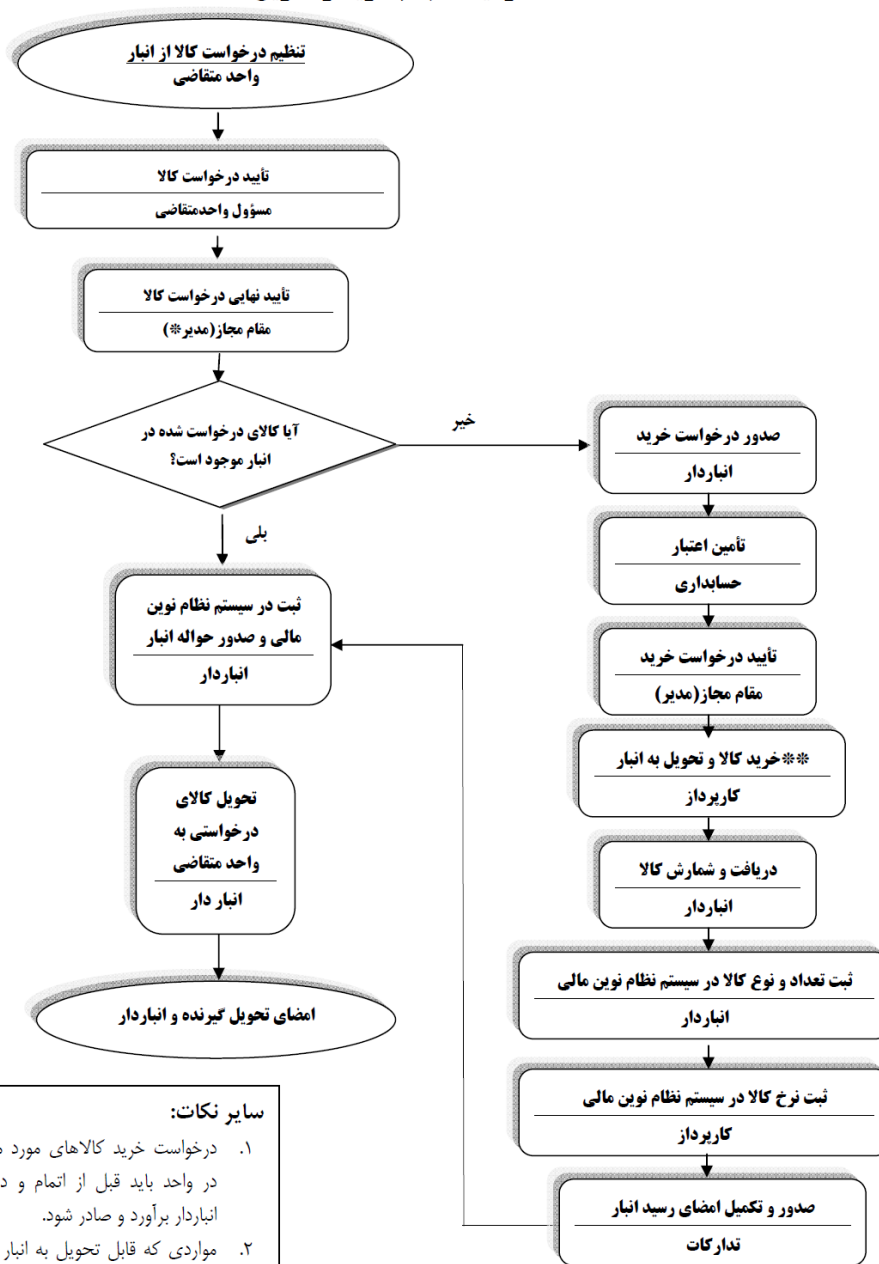 تنظیم درخواست کالا از انبار
واحد متقاضی
تأیید درخواست کالا
مسؤول واحدمتقاضی
تأیید نهایی درخواست کالا
مقام مجاز(مدیر*)
آیا کالای درخواست شده در
انبار موجود است؟
خیر
بلی
ثبت در سیستم نظام نوین
مالی و صدور حواله انبار
انباردار
تحویل کالای
درخواستی به
واحد متقاضی
انبار دار
امضای تحویل گیرنده و انباردار
صدور درخواست خرید
انباردار
تأمین اعتبار
حسابداری
تأیید درخواست خرید
مقام مجاز(مدیر)
**خرید کالا و تحویل به انبار
کارپرداز
دریافت و شمارش کالا
انباردار
ثبت تعداد و نوع کالا در سیستم نظام نوین مالی
انباردار
ثبت نرخ کالا در سیستم نظام نوین مالی
کارپرداز
صدور و تکمیل امضای رسید انبار
تدارکات
سایر نکات:
۱. درخواست خرید کالاهای مورد
در واحد باید قبل از اتمام و
انباردار برآورد و صادر شود.
۲. مواردی که قابل تحویل به انبار